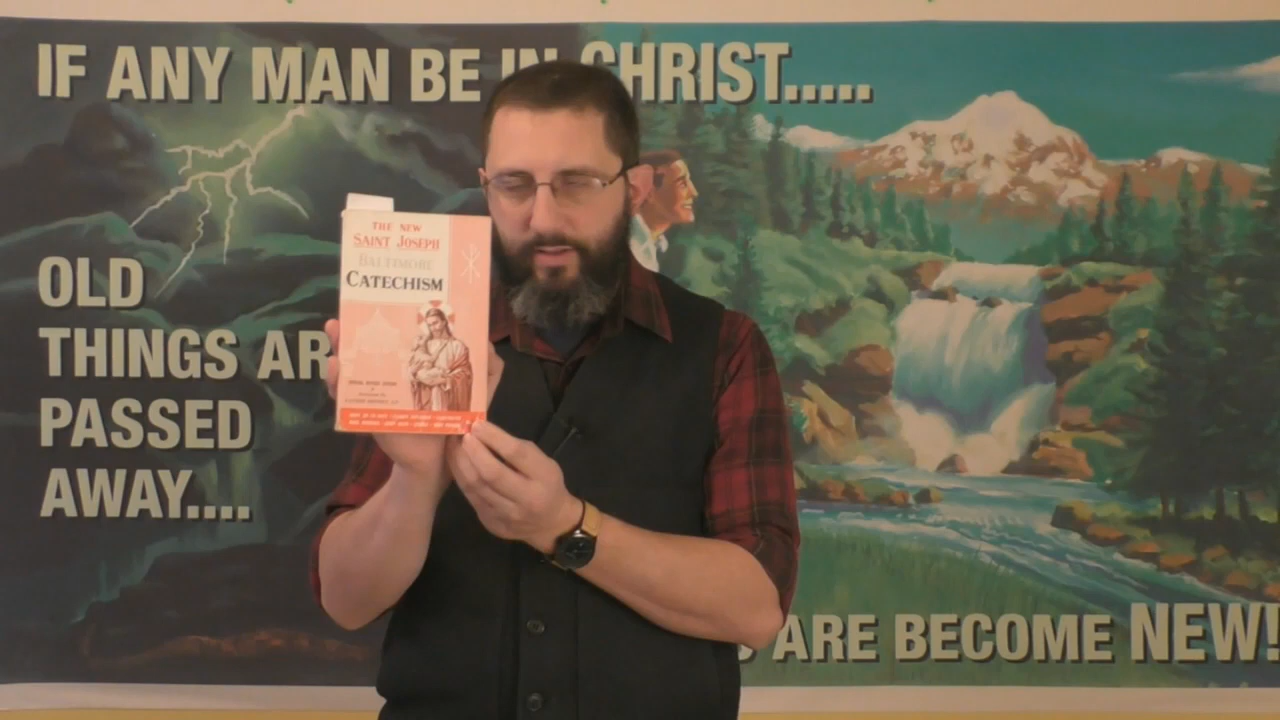 IF ANY MAN BE IN CHRIST.....
OLD
THINGS AR
PASSED
AWAY....
ARE BECOME NEW!
THE NEW
SAINT JOSEPH
BALTIMORE
CATECHISM